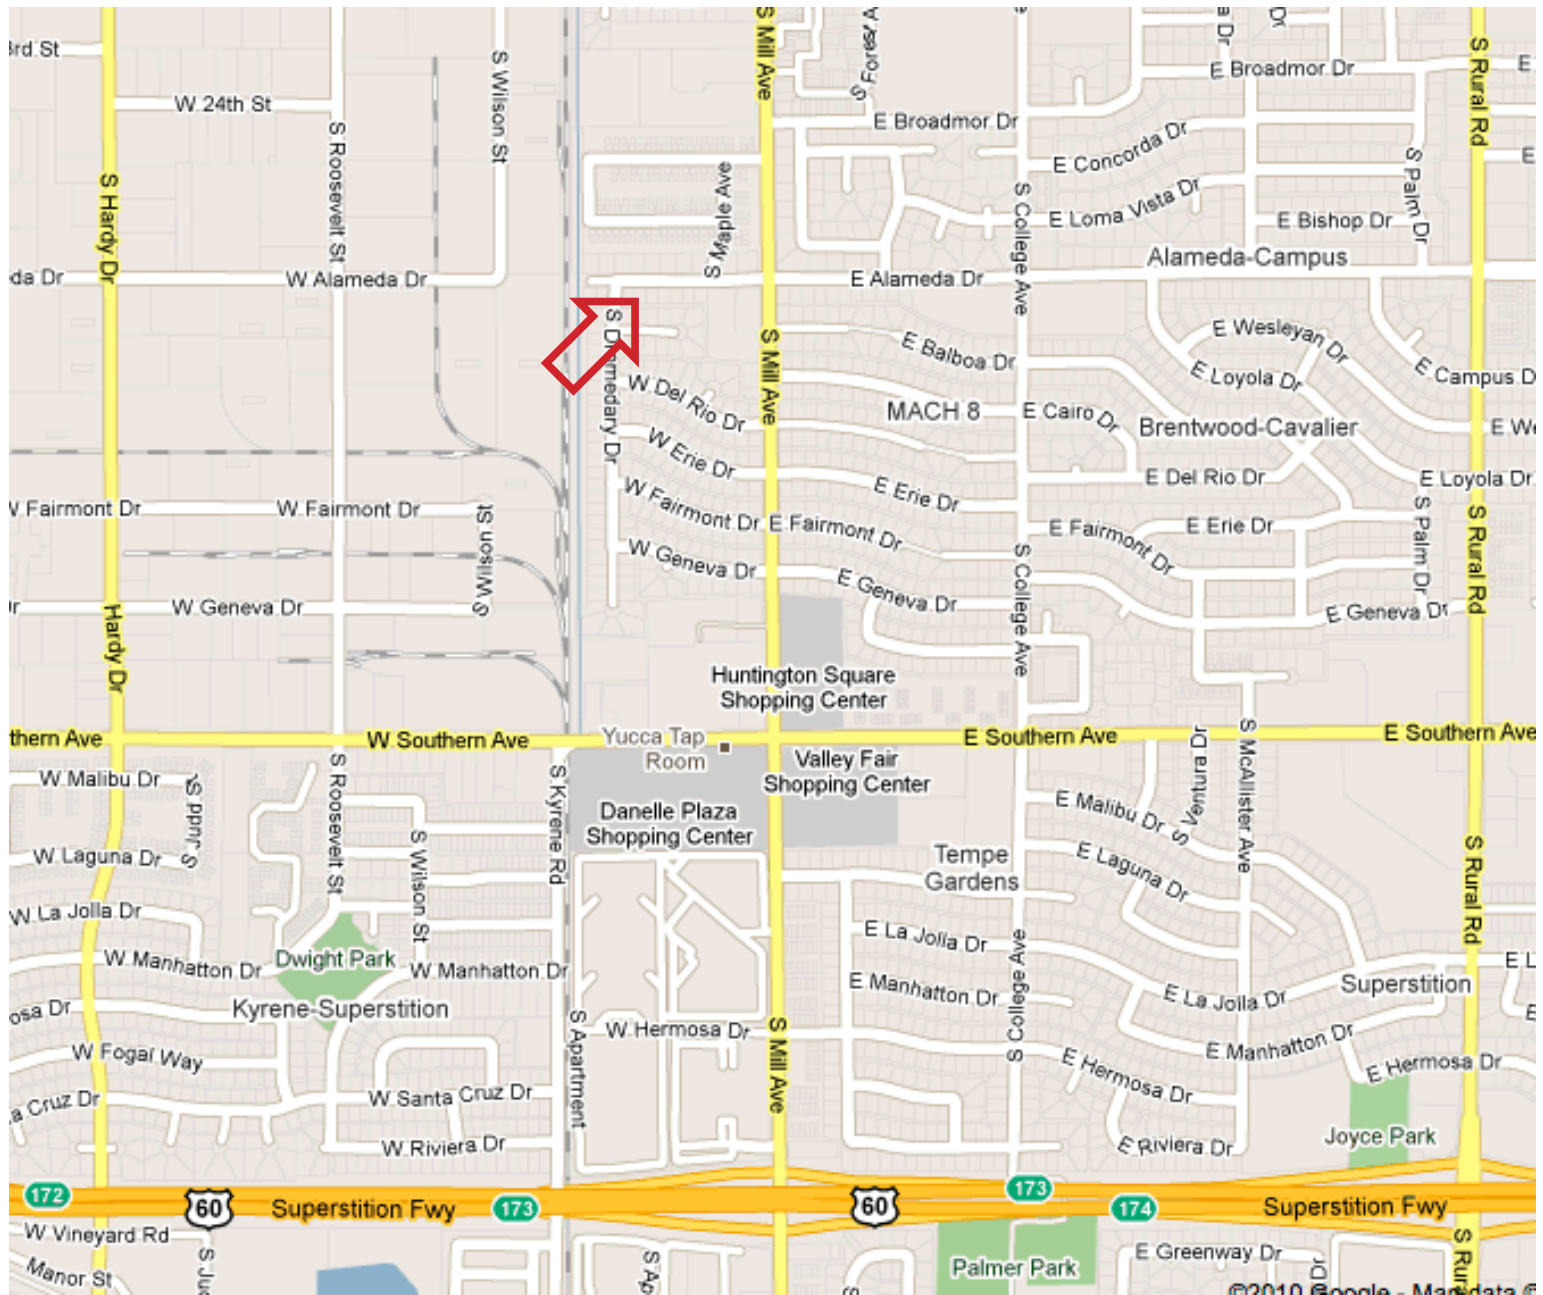 S Mill Ave
S Rural Rd
E Broadmor Dr
W 24th St
S Wilson St
S Roosevelt St
S Hardy Dr
E Broadmor Dr
E Concorda Dr
S Palm Dr
S Maple Ave
S College Ave
E Loma Vista Dr
E Bishop Dr
Alameda-Campus
W Alameda Dr
E Alameda Dr
S Mill Ave
E Balboa Dr
E Wesleyan Dr
E Loyola Dr
E Campus D
W Del Rio Dr
MACH 8
E Cairo Dr
Brentwood-Cavalier
W Erie Dr
E Erie Dr
E Del Rio Dr
E Loyola Dr
W Fairmont Dr
W Fairmont Dr
W Fairmont Dr
E Fairmont Dr
E Fairmont Dr
E Erie Dr
S Palm Dr
S Rural Rd
S Wilson St
W Geneva Dr
E Geneva Dr
S College Ave
W Geneva Dr
E Geneva Dr
Hardy Dr
Huntington Square
Shopping Center
thern Ave
W Southern Ave
Yucca Tap
Room
E Southern Ave
E Southern Ave
Valley Fair
Shopping Center
W Malibu Dr
S Judd St
S Roosevelt St
S Kyrene Rd
S Ventura Dr
S McAllister Ave
Danelle Plaza
Shopping Center
E Malibu Dr
W Laguna Dr
S Wilson St
Tempe
Gardens
E Laguna Dr
S Rural Rd
W La Jolla Dr
E La Jolla Dr
W Manhatton Dr
Dwight Park
W Manhatton Dr
E Manhatton Dr
S College Ave
E La Jolla Dr
Superstition
Kyrene-Superstition
S Apartment
W Hermosa Dr
S Mill Ave
E Manhatton Dr
W Fogal Way
E Hermosa Dr
E Hermosa Dr
a Cruz Dr
W Santa Cruz Dr
W Riviera Dr
E Riviera Dr
Joyce Park
172
60
Superstition Fwy
173
60
173
174
Superstition Fwy
W Vineyard Rd
Manor St
Palmer Park
E Greenway Dr